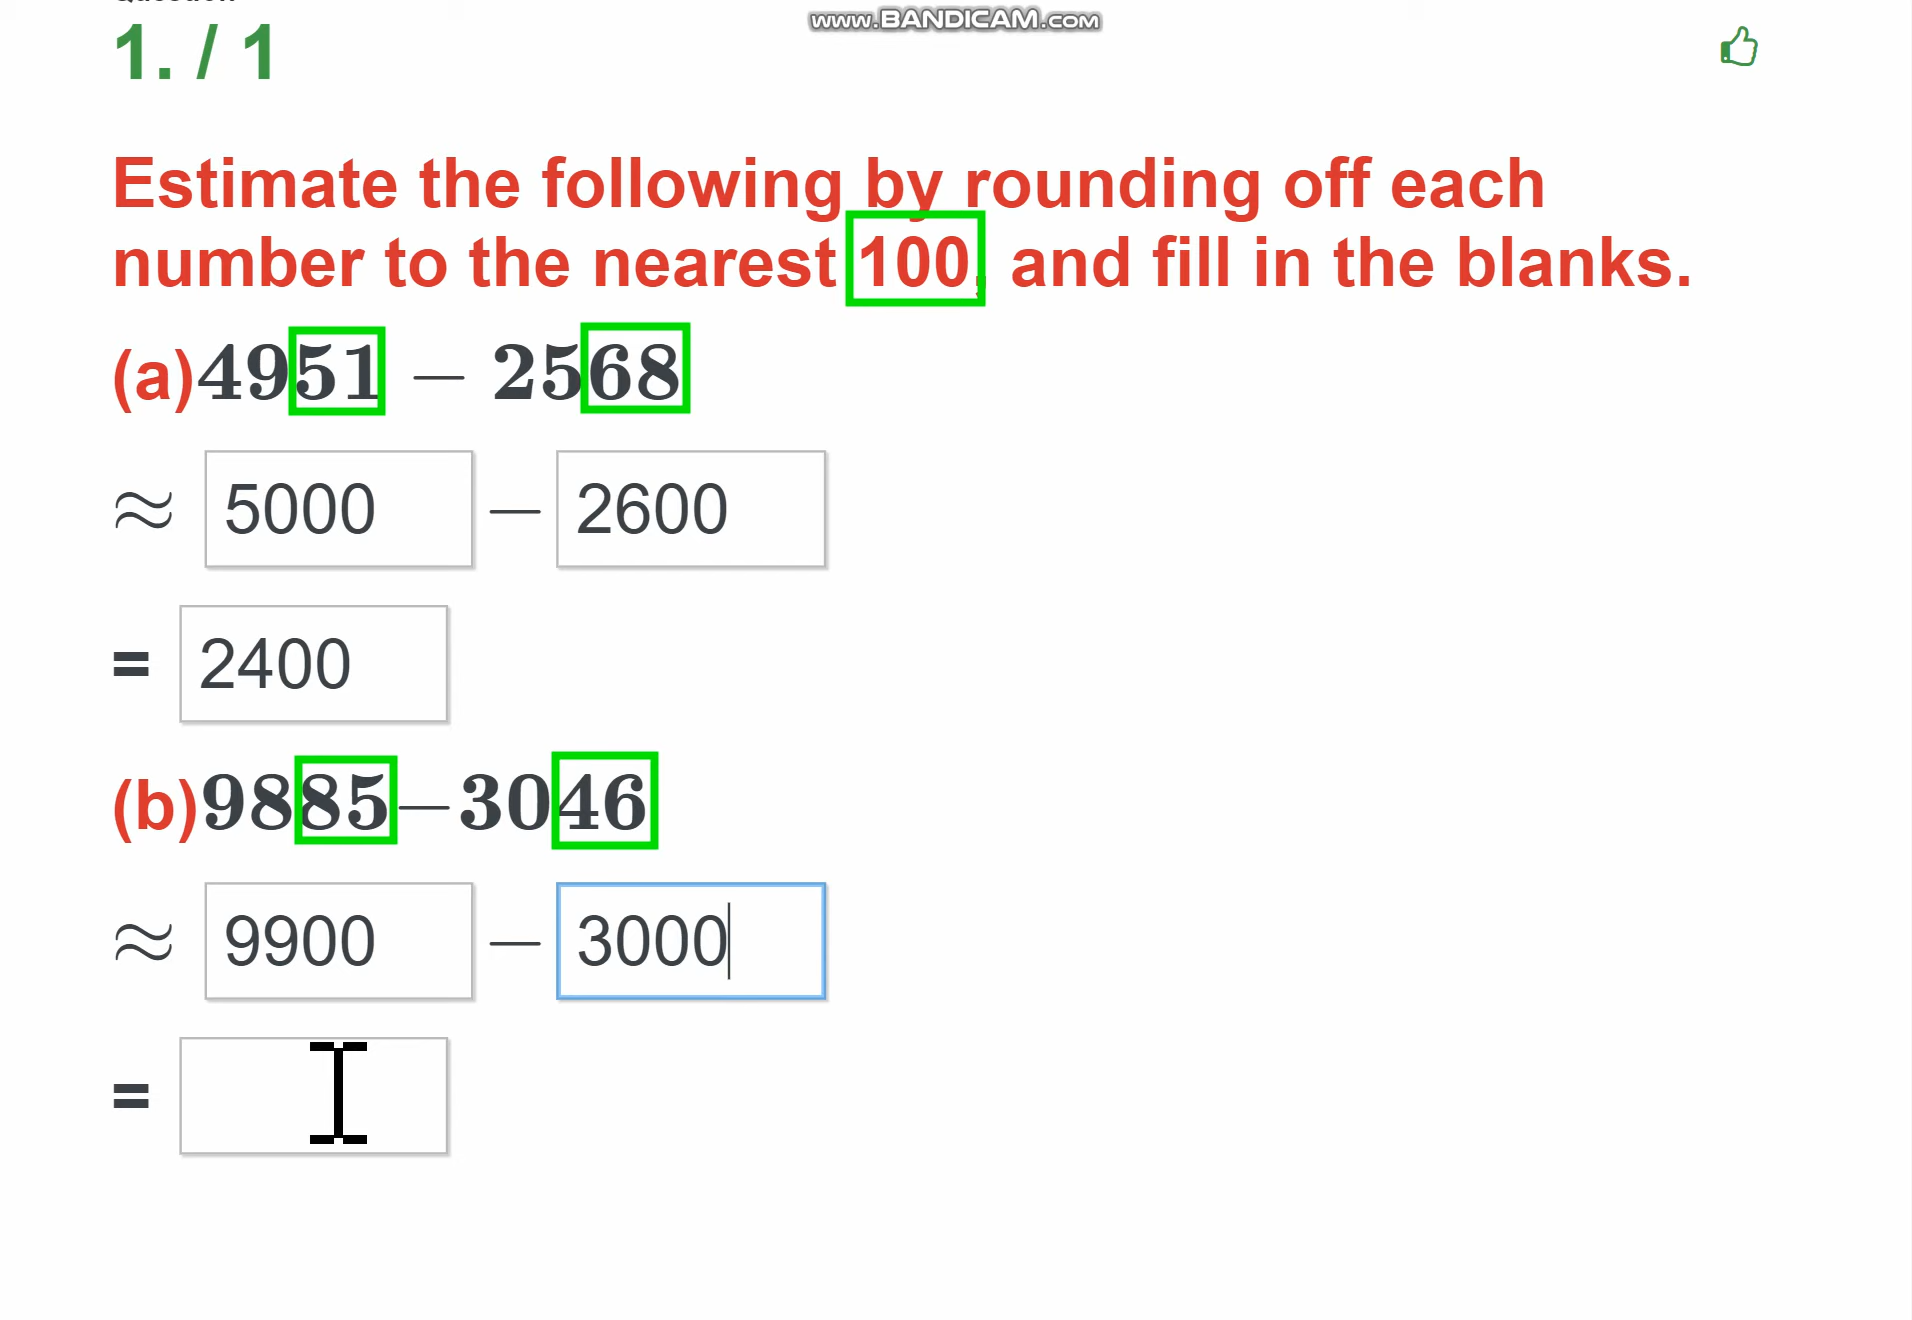 www.BANDICAM.com
1. / 1
Estimate the following by rounding off each
number to the nearest 100, and fill in the blanks.
(a) 4951 − 2568
≈ 5000 − 2600
= 2400
(b) 9885−3046
≈ 9900 − 3000
=